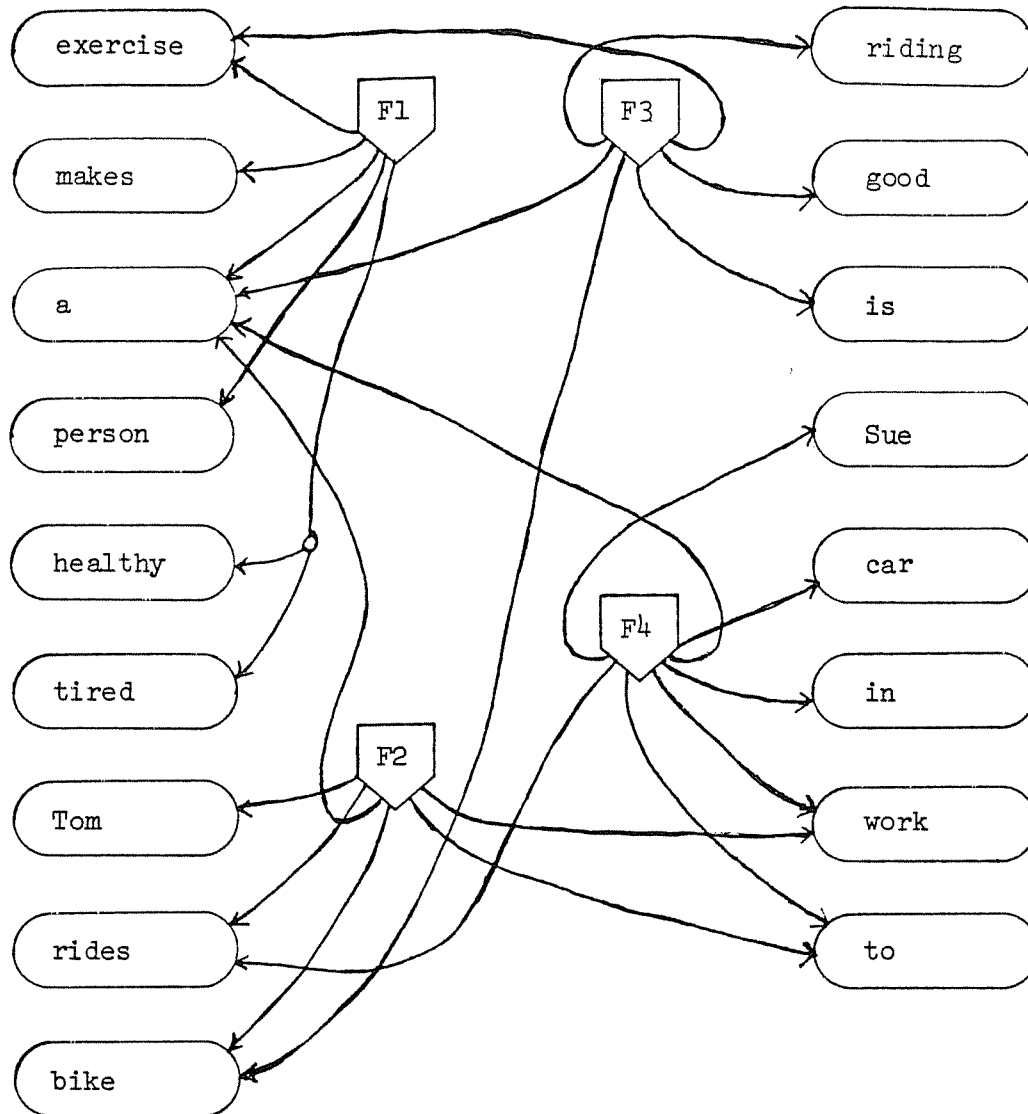 exercise
makes
a
person
healthy
tired
Tom
rides
bike
F1
F2
F3
F4
riding
good
is
Sue
car
in
work
to